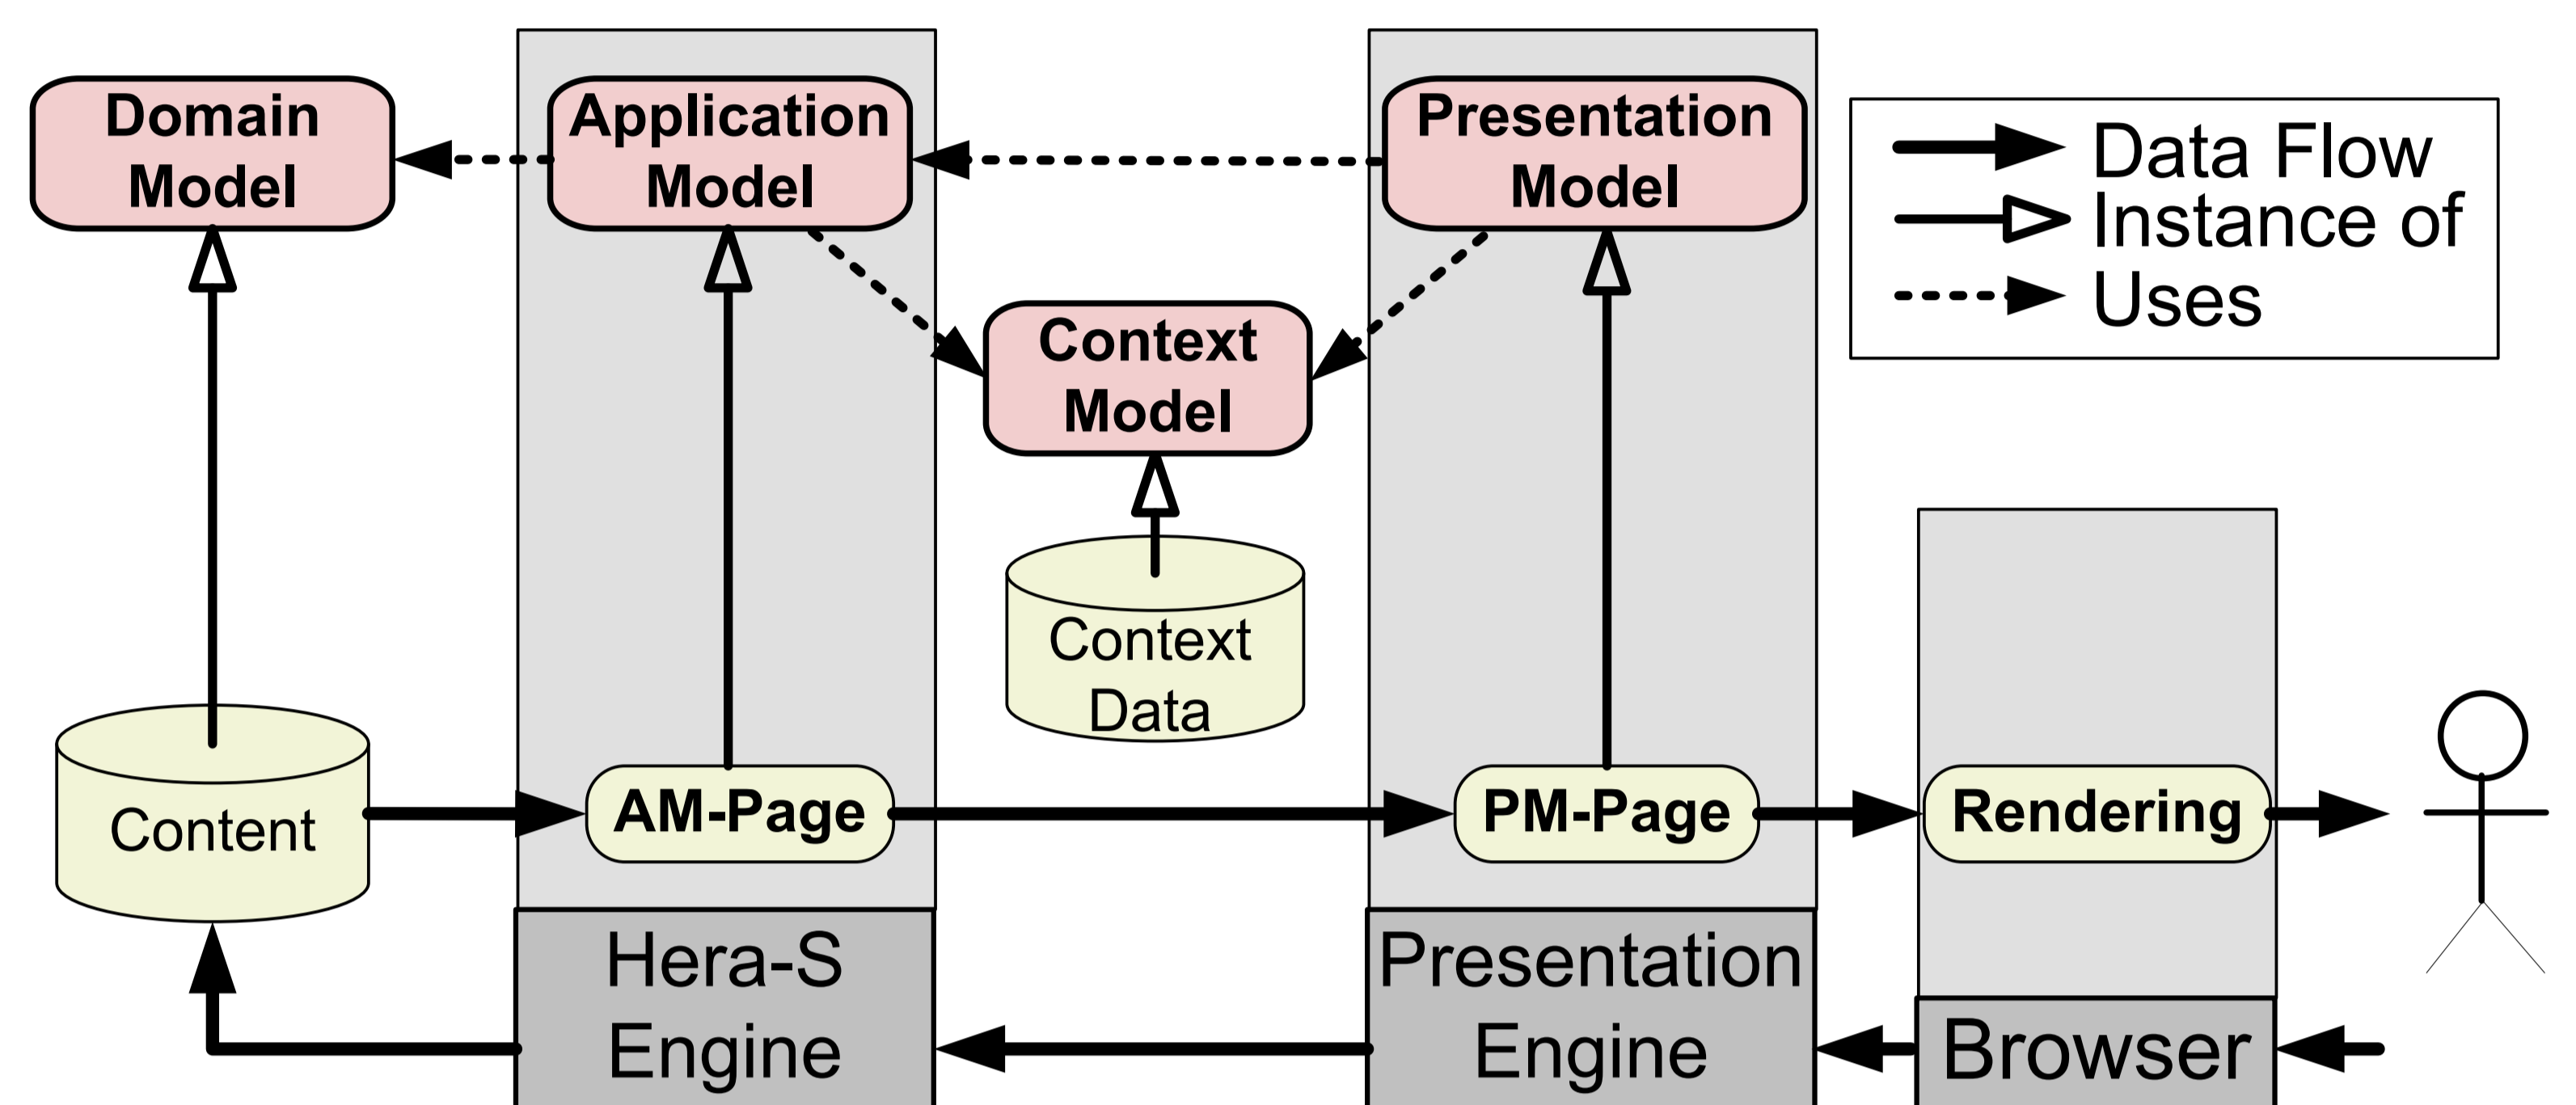 Domain
Model
Application
Model
Presentation
Model
Data Flow
Instance of
Uses
Context
Model
Context
Data
Content
AM-Page
PM-Page
Rendering
Hera-S
Engine
Presentation
Engine
Browser